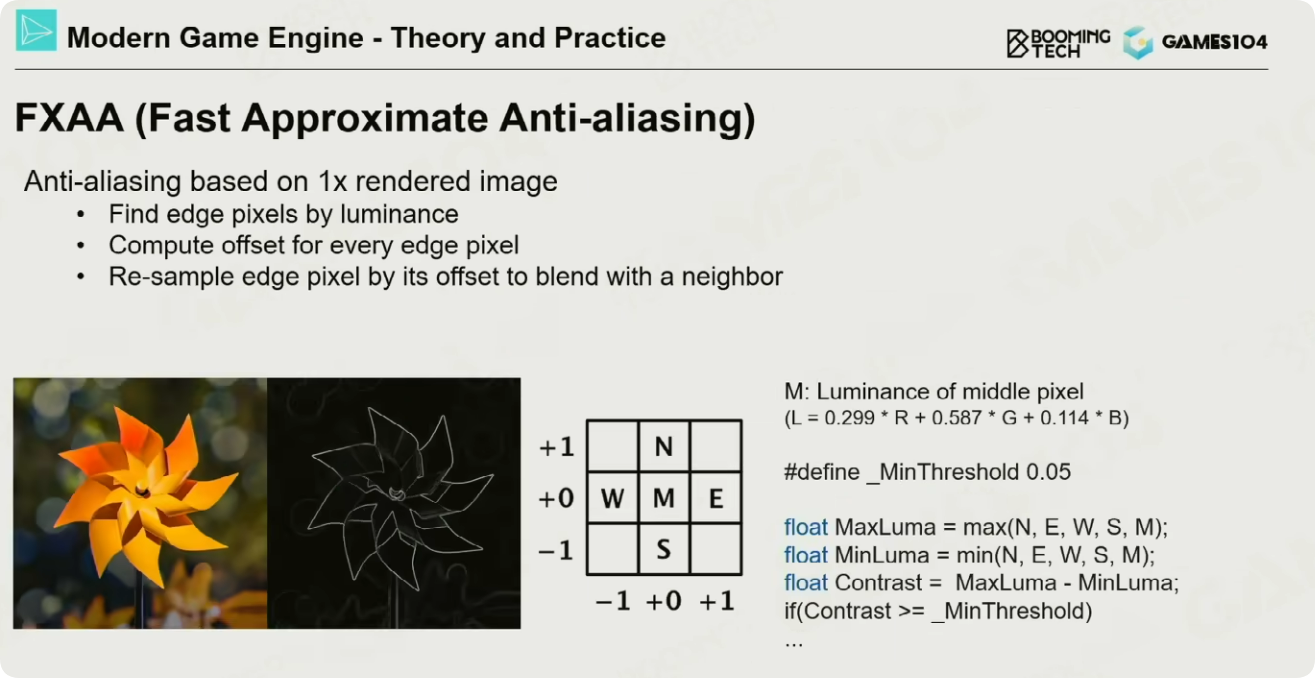 Modern Game Engine - Theory and Practice
BOOMING
TECH
GAMES104
FXAA (Fast Approximate Anti-aliasing)
Anti-aliasing based on 1x rendered image
• Find edge pixels by luminance
• Compute offset for every edge pixel
• Re-sample edge pixel by its offset to blend with a neighbor
+1 N
+0 W M E
−1 S
−1 +0 +1
M: Luminance of middle pixel
(L = 0.299 * R + 0.587 * G + 0.114 * B)
#define _MinThreshold 0.05
float MaxLuma = max(N, E, W, S, M);
float MinLuma = min(N, E, W, S, M);
float Contrast = MaxLuma - MinLuma;
if(Contrast >= _MinThreshold)
...